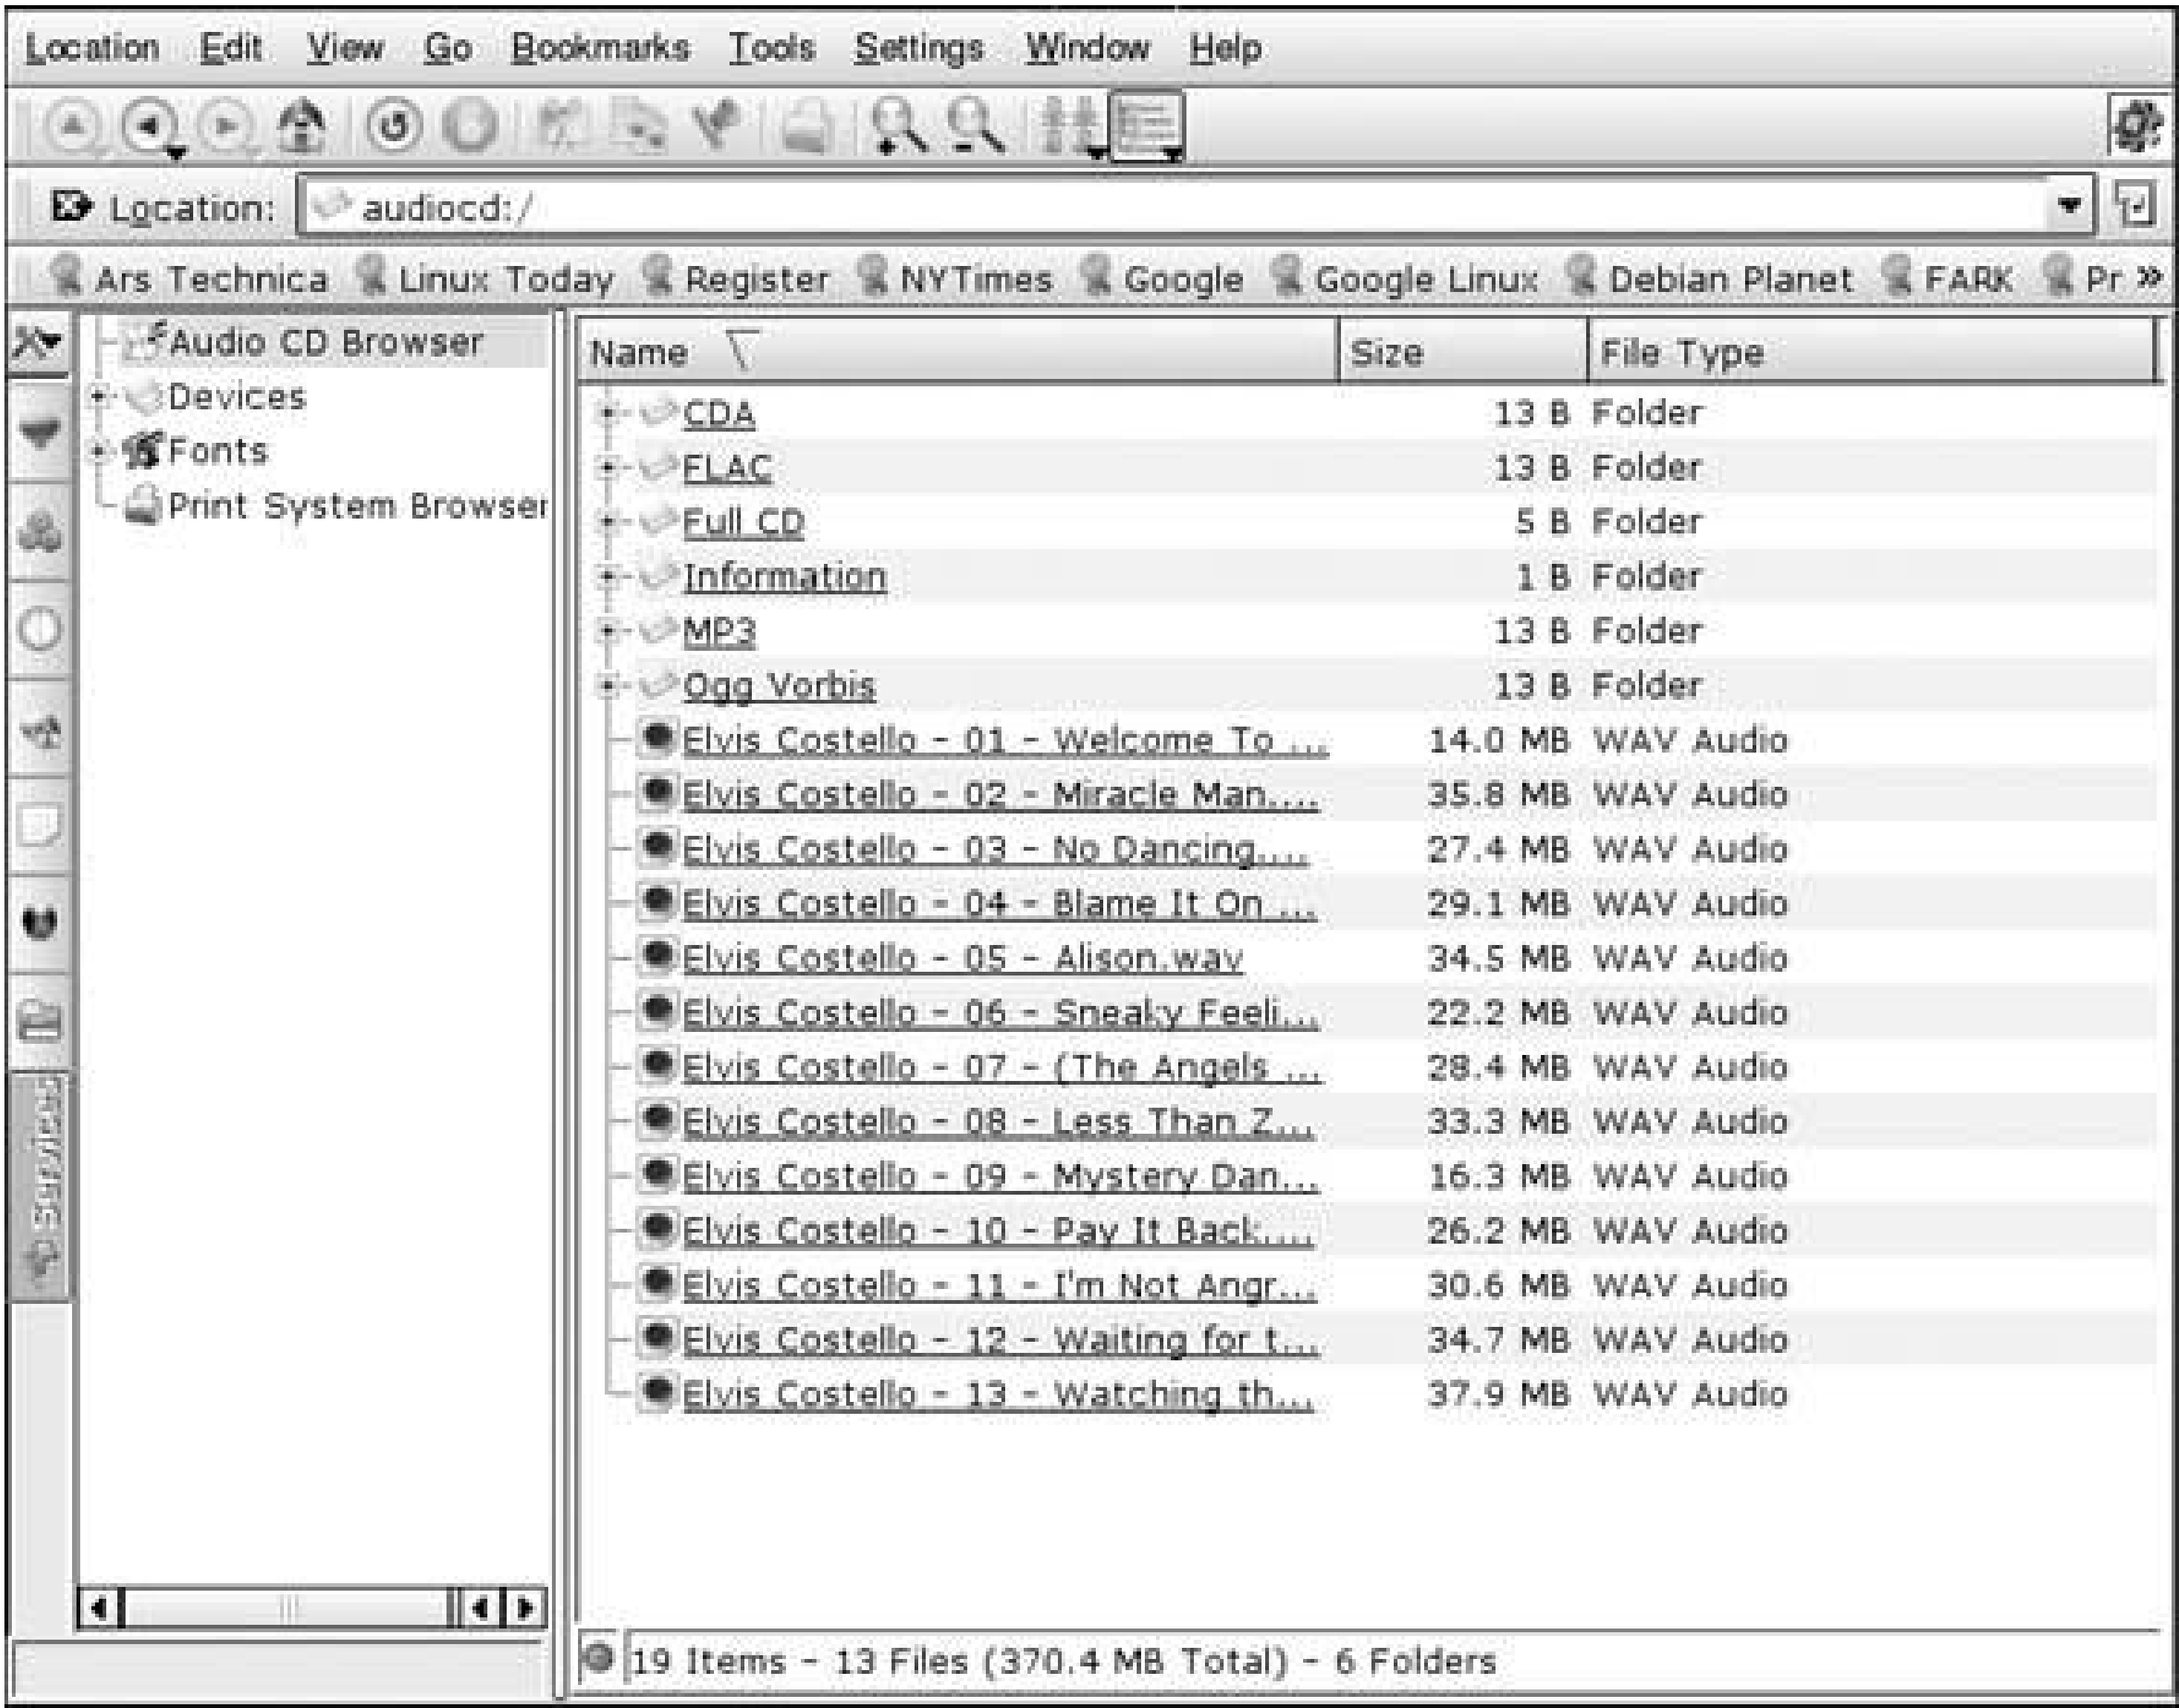 Location Edit View Go Bookmarks Tools Settings Window Help
Location: audiocd:/
Ars Technica Linux Today Register NYTimes Google Google Linux Debian Planet FARK Pr »
Audio CD Browser
Devices
Fonts
Print System Browser
Services
Name Size File Type
CDA 13 B Folder
FLAC 13 B Folder
Full CD 5 B Folder
Information 1 B Folder
MP3 13 B Folder
Ogg Vorbis 13 B Folder
Elvis Costello - 01 - Welcome To ... 14.0 MB WAV Audio
Elvis Costello - 02 - Miracle Man.... 35.8 MB WAV Audio
Elvis Costello - 03 - No Dancing.... 27.4 MB WAV Audio
Elvis Costello - 04 - Blame It On ... 29.1 MB WAV Audio
Elvis Costello - 05 - Alison.wav 34.5 MB WAV Audio
Elvis Costello - 06 - Sneaky Feeli... 22.2 MB WAV Audio
Elvis Costello - 07 - (The Angels ... 28.4 MB WAV Audio
Elvis Costello - 08 - Less Than Z... 33.3 MB WAV Audio
Elvis Costello - 09 - Mystery Dan... 16.3 MB WAV Audio
Elvis Costello - 10 - Pay It Back.... 26.2 MB WAV Audio
Elvis Costello - 11 - I'm Not Angr... 30.6 MB WAV Audio
Elvis Costello - 12 - Waiting for t... 34.7 MB WAV Audio
Elvis Costello - 13 - Watching th... 37.9 MB WAV Audio
19 Items - 13 Files (370.4 MB Total) - 6 Folders